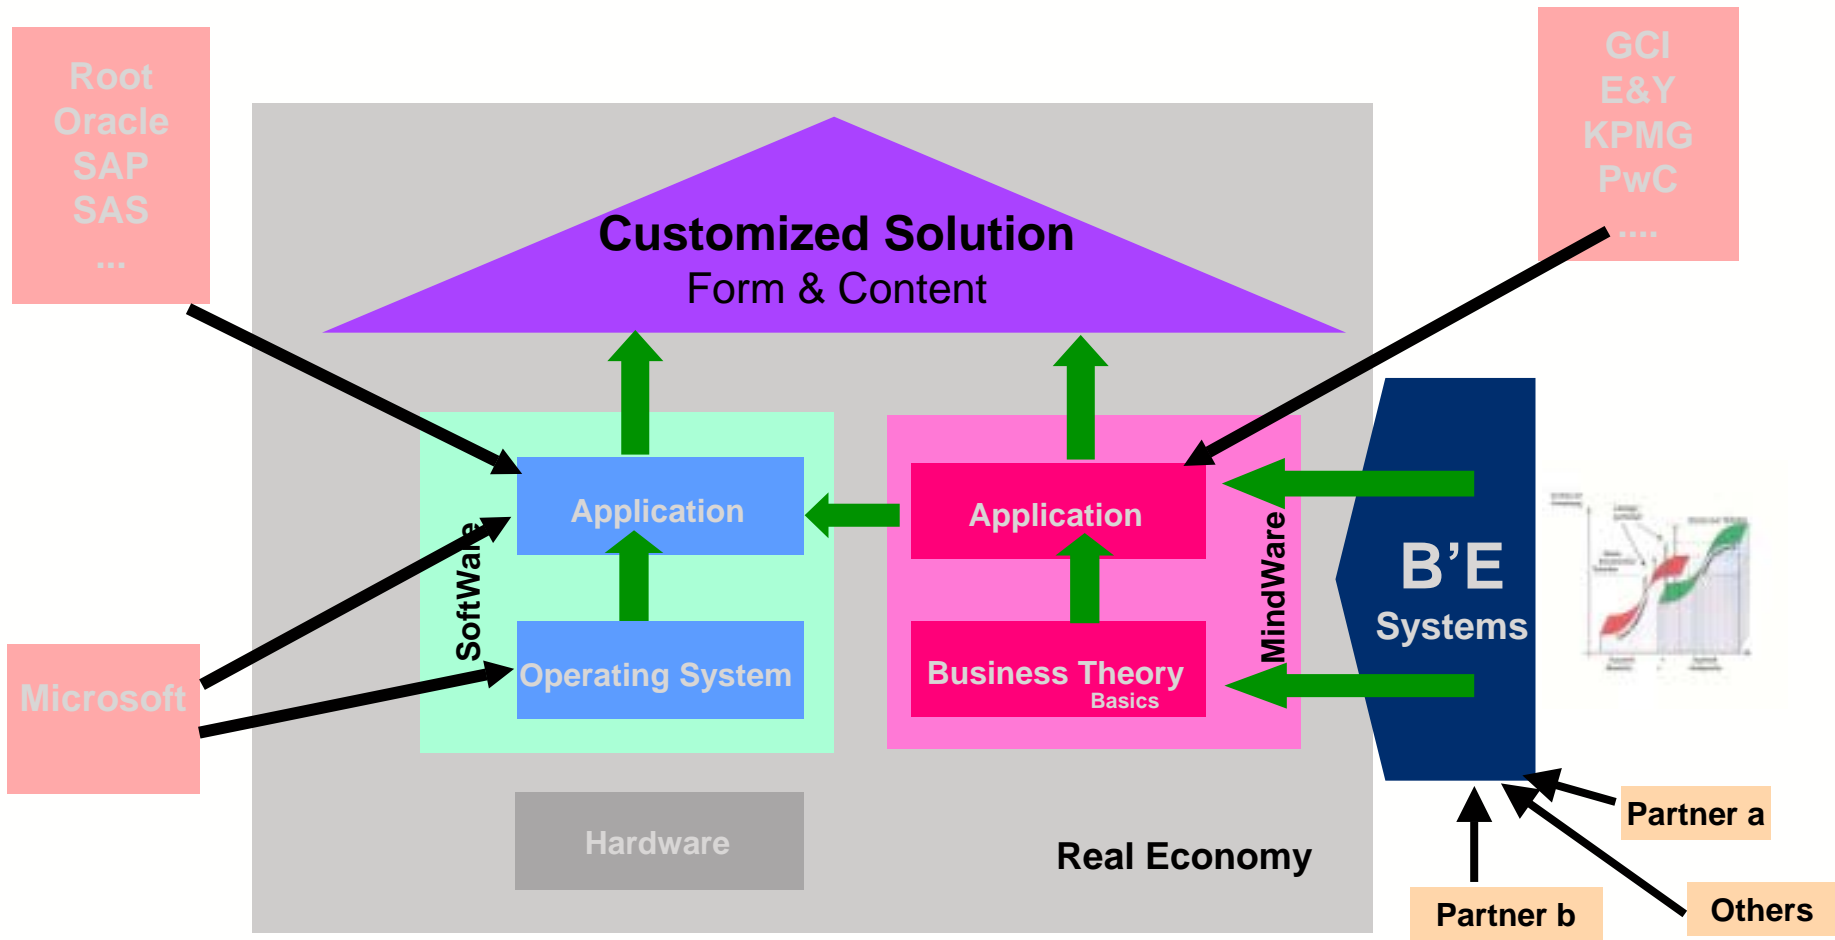 Root
Oracle
SAP
SAS
...
GCI
E&Y
KPMG
PwC
....
Customized Solution
Form & Content
SoftWare
Application
Operating System
Application
Business Theory
Basics
MindWare
B’E
Systems
Microsoft
Hardware
Real Economy
Partner a
Partner b
Others